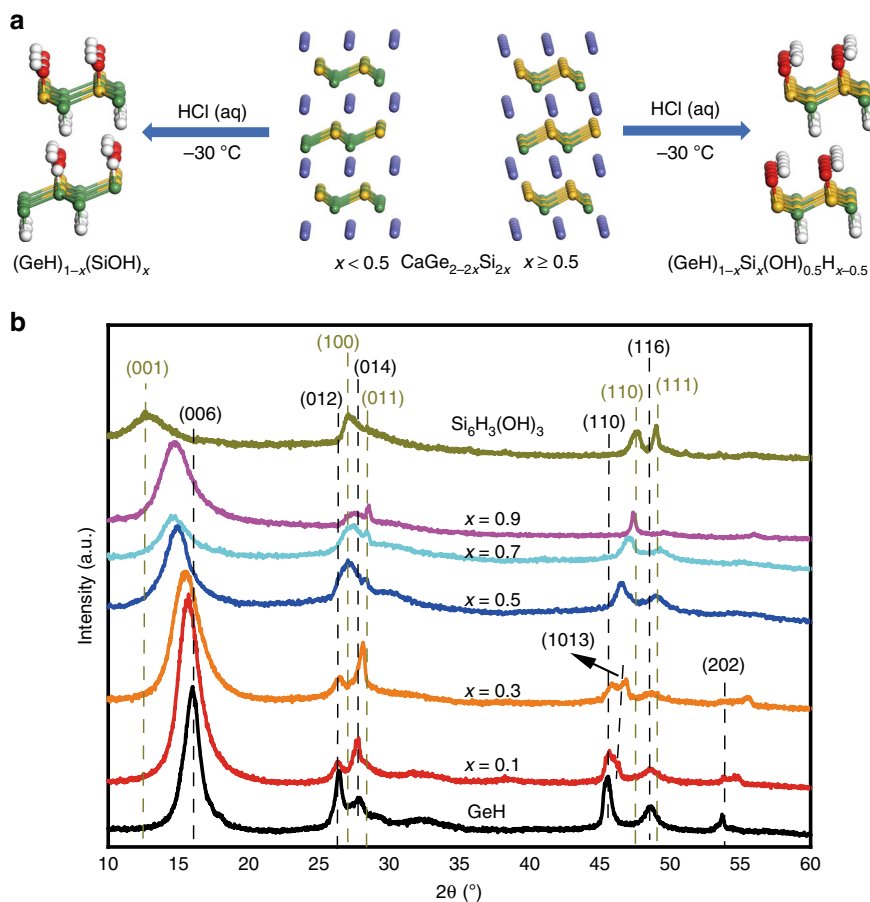 a
HCl (aq)
–30 °C
HCl (aq)
–30 °C
(GeH)₁₋ₓ(SiOH)ₓ
x < 0.5 CaGe₂₋₂ₓSi₂ₓ x ≥ 0.5
(GeH)₁₋ₓSiₓ(OH)₀.₅Hₓ₋₀.₅
b
(001)
(006)
(100)
(012)
(014)
(011)
(116)
(110)
(110)
(111)
Si₆H₃(OH)₃
x = 0.9
x = 0.7
x = 0.5
(1013)
x = 0.3
(202)
x = 0.1
GeH
Intensity (a.u.)
10 15 20 25 30 35 40 45 50 55 60
2θ (°)